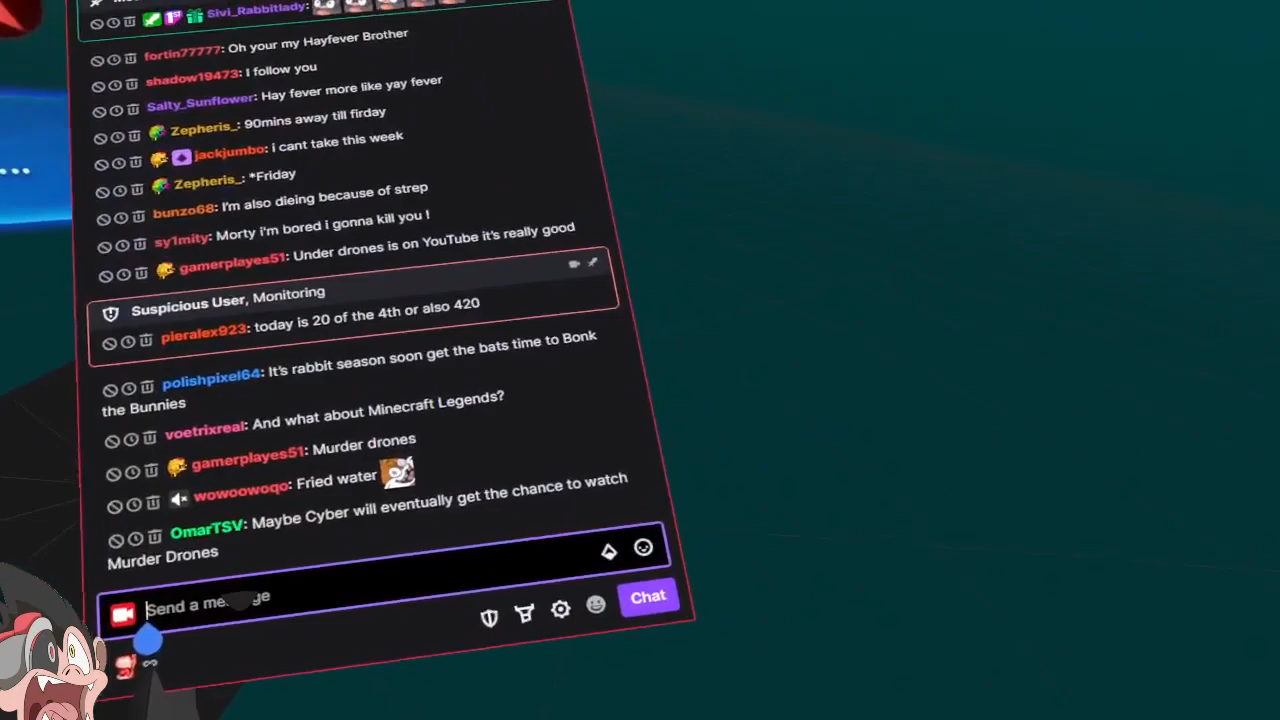 Sivi_Rabbitlady:
fortin77777: Oh your my Hayfever Brother
shadow19473: I follow you
Salty_Sunflower: Hay fever more like yay fever
Zepheris_: 90mins away till firday
jackjumbo: i cant take this week
Zepheris_: *Friday
bunzo68: I'm also dieing because of strep
sy1mity: Morty i'm bored i gonna kill you !
gamerplayes51: Under drones is on YouTube it's really good
Suspicious User, Monitoring
pieralex923: today is 20 of the 4th or also 420
polishpixel64: It's rabbit season soon get the bats time to Bonk
the Bunnies
voetrixreal: And what about Minecraft Legends?
gamerplayes51: Murder drones
wowoowoqo: Fried water
OmarTSV: Maybe Cyber will eventually get the chance to watch
Murder Drones
Send a message
Chat